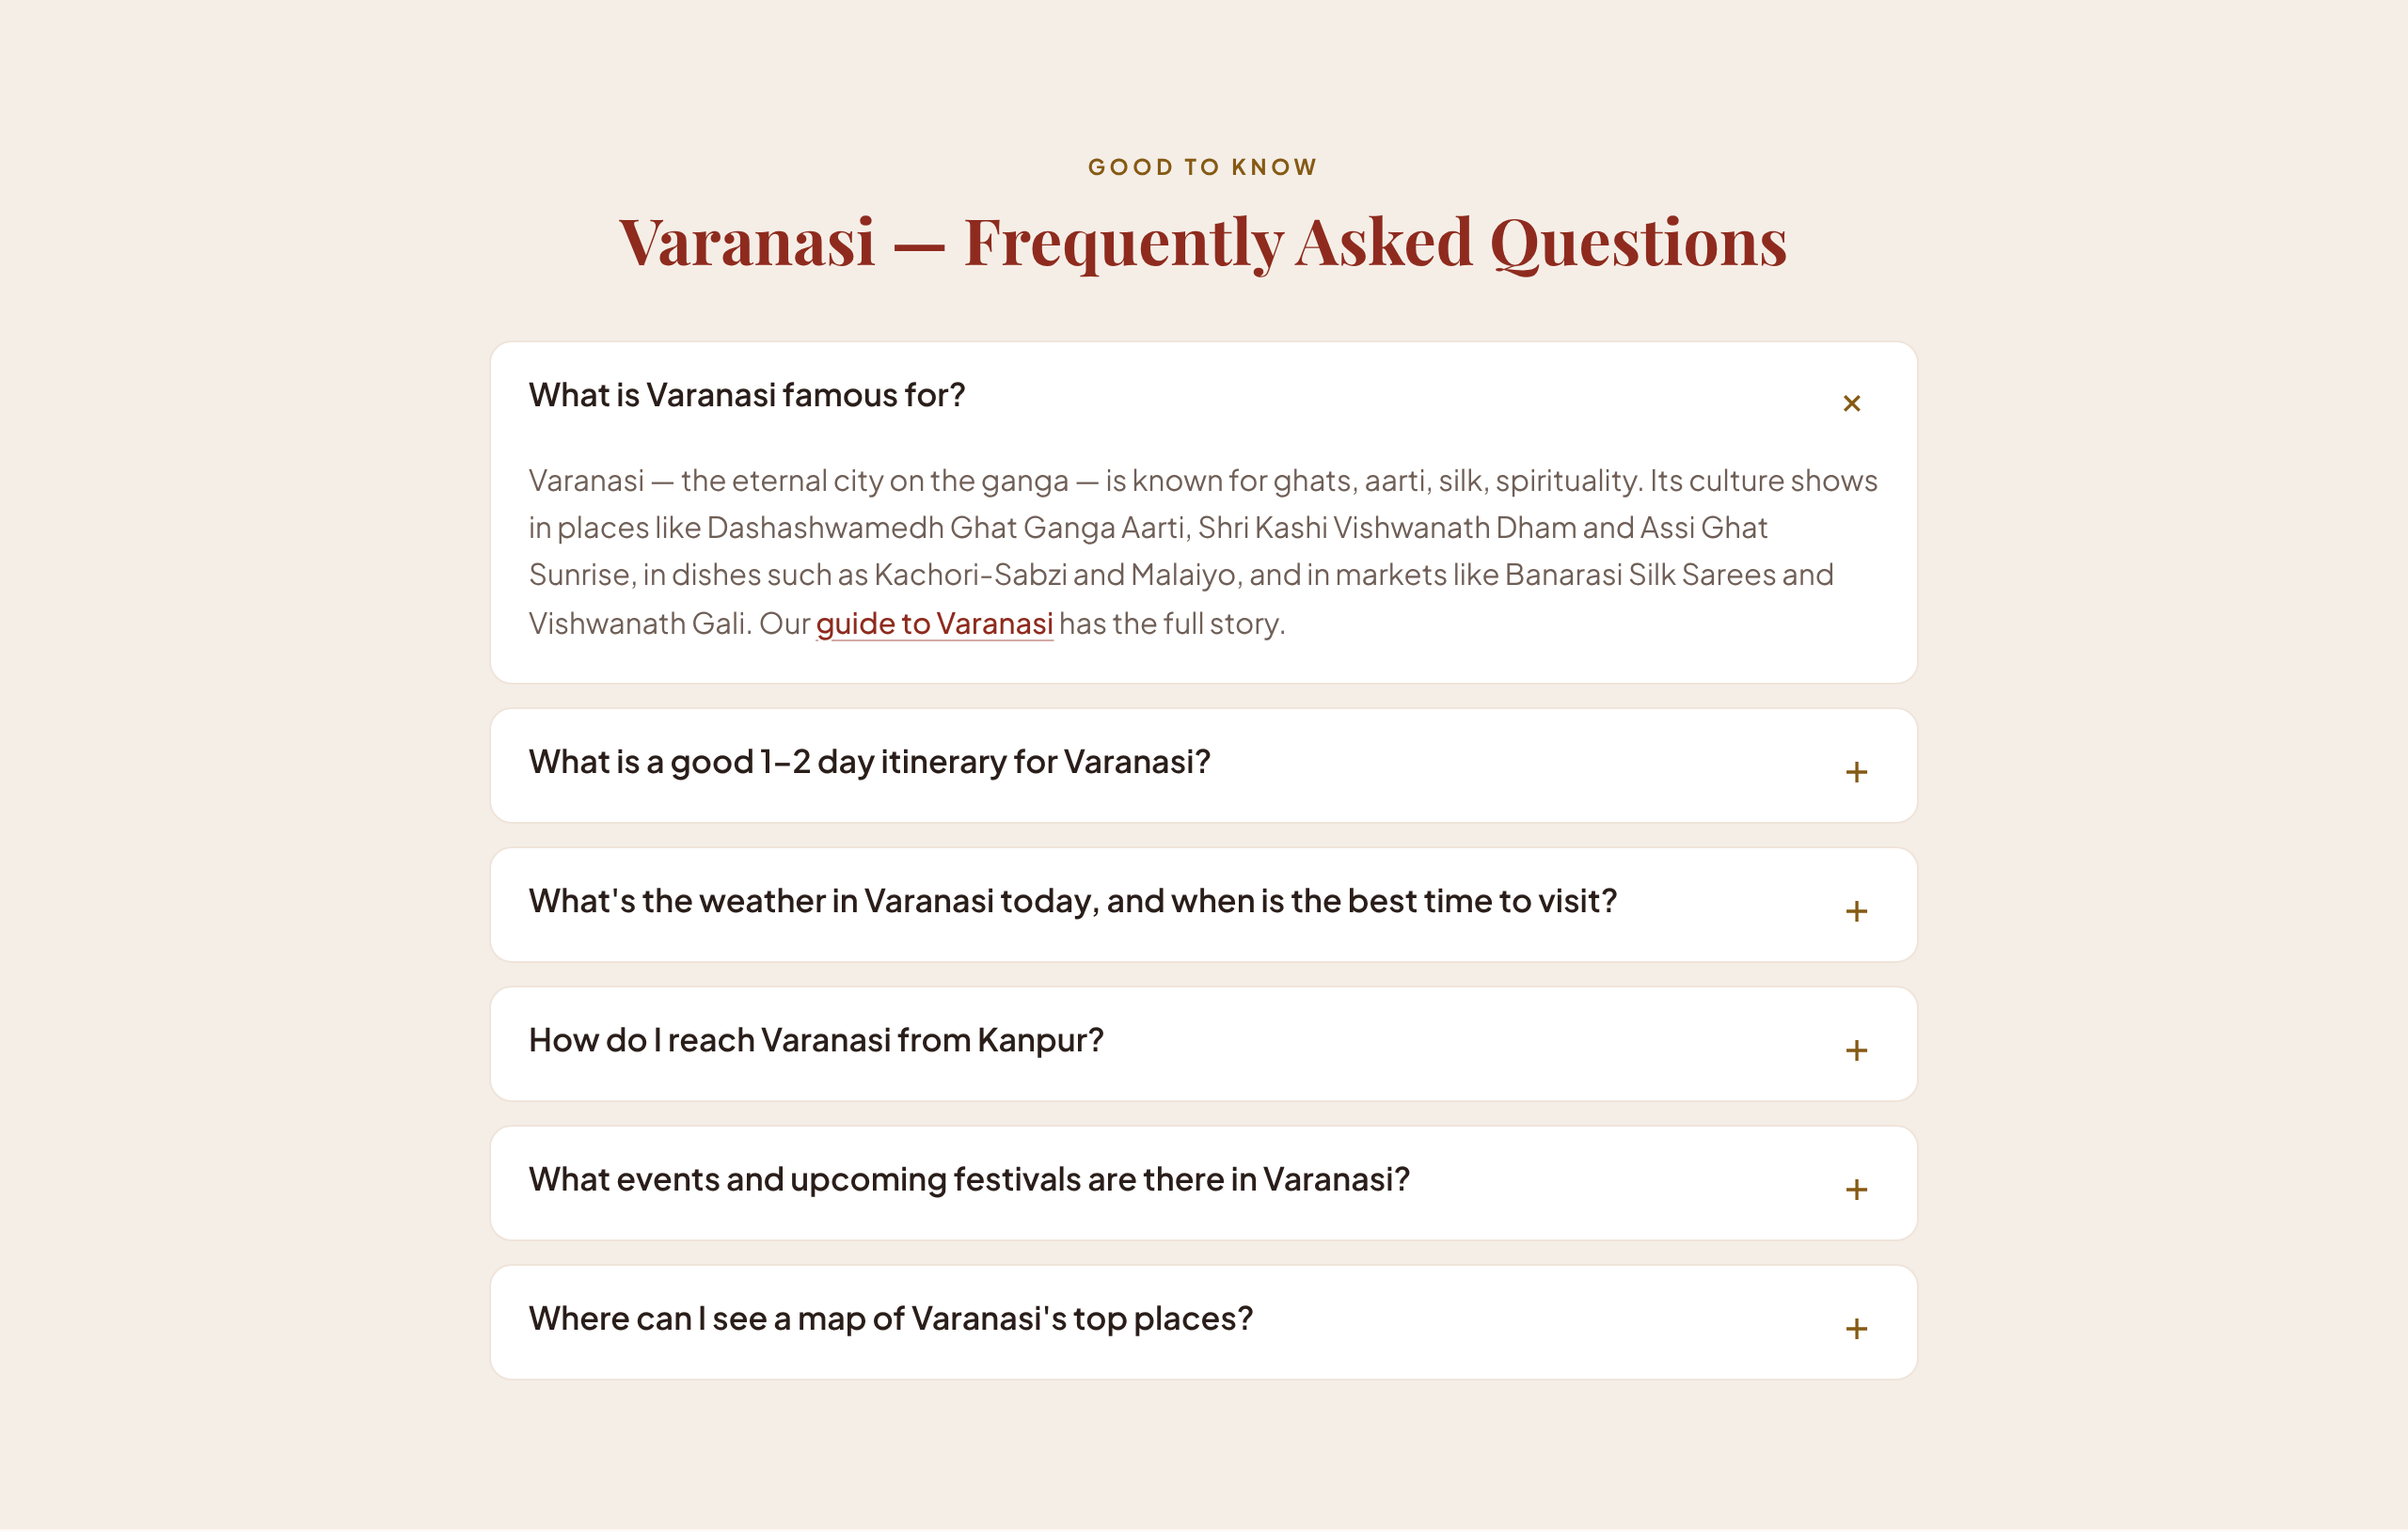 GOOD TO KNOW
Varanasi — Frequently Asked Questions
What is Varanasi famous for?
Varanasi — the eternal city on the ganga — is known for ghats, aarti, silk, spirituality. Its culture shows
in places like Dashashwamedh Ghat Ganga Aarti, Shri Kashi Vishwanath Dham and Assi Ghat
Sunrise, in dishes such as Kachori-Sabzi and Malaiyo, and in markets like Banarasi Silk Sarees and
Vishwanath Gali. Our guide to Varanasi has the full story.
What is a good 1–2 day itinerary for Varanasi?
What's the weather in Varanasi today, and when is the best time to visit?
How do I reach Varanasi from Kanpur?
What events and upcoming festivals are there in Varanasi?
Where can I see a map of Varanasi's top places?